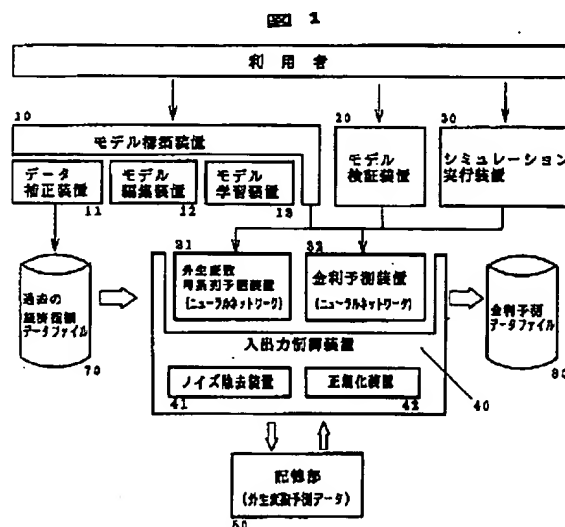 図 1
利 用 者
10
モデル構築装置
データ
補正装置
11
モデル
編集装置
12
モデル
学習装置
13
20
モデル
検証装置
30
シミュレーション
実行装置
過去の
経済指標
データファイル
70
31
外生変数
時系列予測装置
(ニューラルネットワーク)
32
金利予測装置
(ニューラルネットワーク)
入出力制御装置
ノイズ除去装置
41
正規化装置
42
40
金利予測
データファイル
80
記憶部
(外生変数予測データ)
50